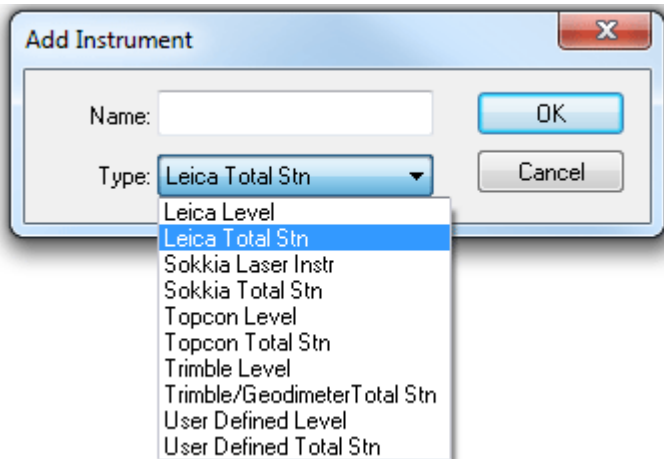 Add Instrument
Name:
OK
Type: Leica Total Stn
Cancel
Leica Level
Leica Total Stn
Sokkia Laser Instr
Sokkia Total Stn
Topcon Level
Topcon Total Stn
Trimble Level
Trimble/GeodimeterTotal Stn
User Defined Level
User Defined Total Stn